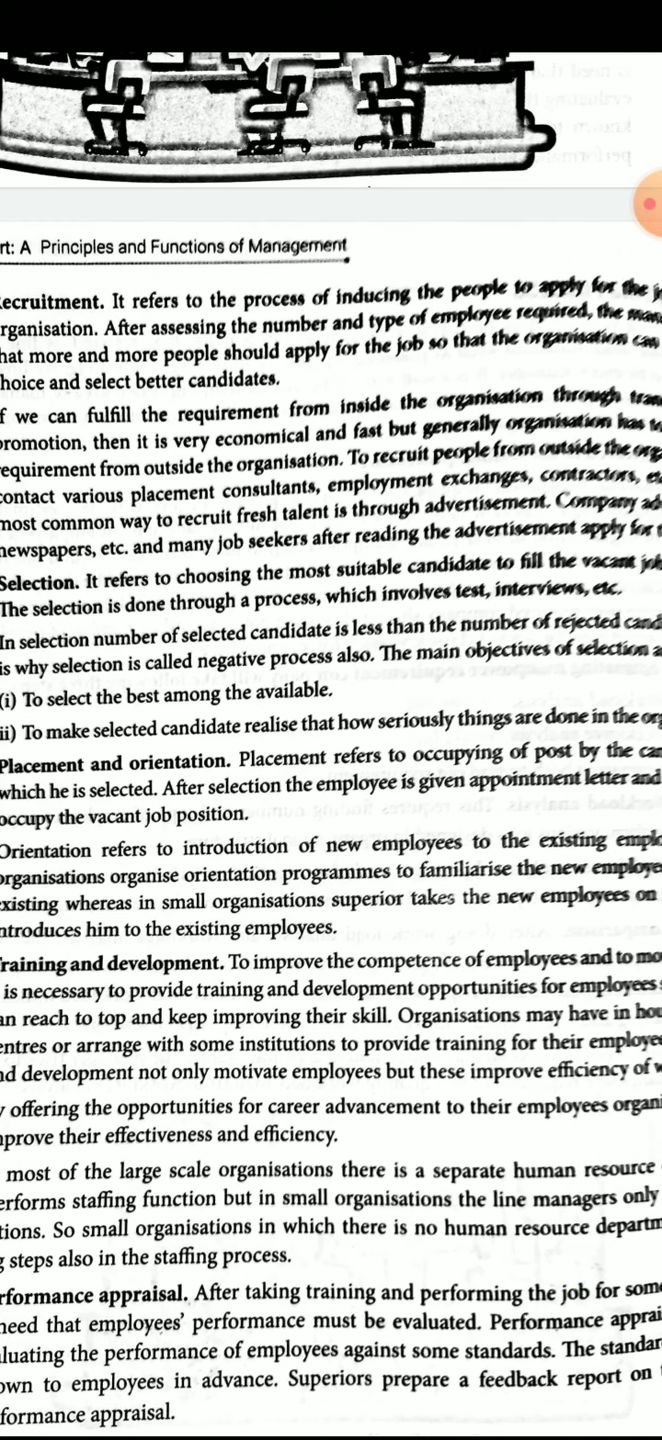 rt: A Principles and Functions of Management
Recruitment. It refers to the process of inducing the people to apply for the
rganisation. After assessing the number and type of employee required, the
hat more and more people should apply for the job so that the organisation can
hoice and select better candidates.
f we can fulfill the requirement from inside the organisation through
promotion, then it is very economical and fast but generally organisation has
requirement from outside the organisation. To recruit people from outside the
contact various placement consultants, employment exchanges, contractors,
most common way to recruit fresh talent is through advertisement. Company
newspapers, etc. and many job seekers after reading the advertisement apply for
Selection. It refers to choosing the most suitable candidate to fill the vacant
The selection is done through a process, which involves test, interviews, etc.
In selection number of selected candidate is less than the number of rejected
is why selection is called negative process also. The main objectives of selection
(i) To select the best among the available.
ii) To make selected candidate realise that how seriously things are done in the
Placement and orientation. Placement refers to occupying of post by the
which he is selected. After selection the employee is given appointment letter and
occupy the vacant job position.
Orientation refers to introduction of new employees to the existing
organisations organise orientation programmes to familiarise the new
existing whereas in small organisations superior takes the new employees on
ntroduces him to the existing employees.
Training and development. To improve the competence of employees and to
is necessary to provide training and development opportunities for employees
an reach to top and keep improving their skill. Organisations may have in
entres or arrange with some institutions to provide training for their
nd development not only motivate employees but these improve efficiency of
y offering the opportunities for career advancement to their employees
mprove their effectiveness and efficiency.
most of the large scale organisations there is a separate human resource
erforms staffing function but in small organisations the line managers only
tions. So small organisations in which there is no human resource
g steps also in the staffing process.
rformance appraisal. After taking training and performing the job for
need that employees' performance must be evaluated. Performance
luating the performance of employees against some standards. The
own to employees in advance. Superiors prepare a feedback report on
formance appraisal.